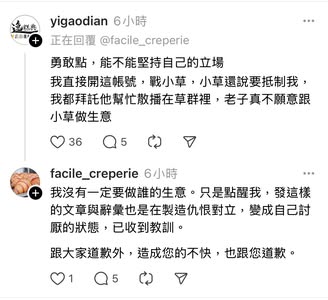 yigaodian 6小時
正在回覆 @facile_creperie
勇敢點，能不能堅持自己的立場
我直接開這帳號，戰小草，小草還說要抵制我，
我都拜託他幫忙散播在草群裡，老子真不願意跟
小草做生意
36 5
facile_creperie 6小時
我沒有一定要做誰的生意。只是點醒我，發這樣
的文章與辭彙也是在製造仇恨對立，變成自己討
厭的狀態，已收到教訓。
跟大家道歉外，造成您的不快，也跟您道歉。
1 5